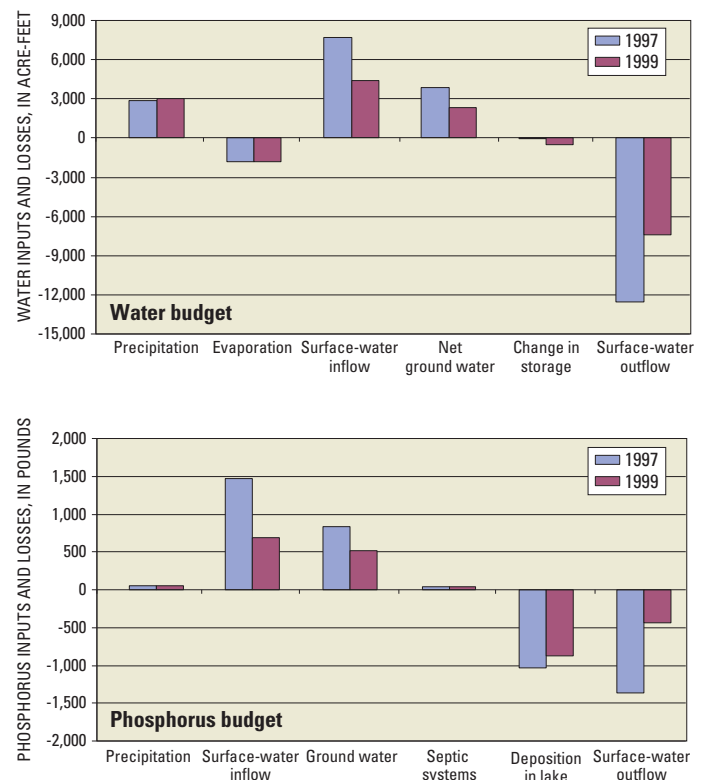 WATER INPUTS AND LOSSES, IN ACRE-FEET
9,000
6,000
3,000
0
-3,000
-6,000
-9,000
-12,000
-15,000
1997
1999
Water budget
Precipitation
Evaporation
Surface-water
inflow
Net
ground water
Change in
storage
Surface-water
outflow
PHOSPHORUS INPUTS AND LOSSES, IN POUNDS
2,000
1,500
1,000
500
0
-500
-1,000
-1,500
-2,000
1997
1999
Phosphorus budget
Precipitation
Surface-water
inflow
Ground water
Septic
systems
Deposition
in lake
Surface-water
outflow